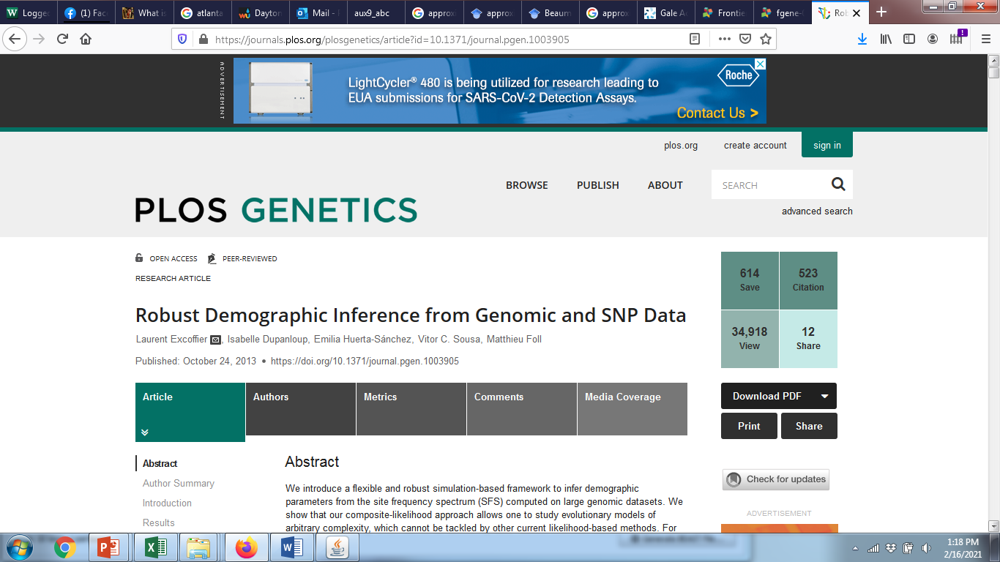 Logged
(1) Fac
What is
atlanta
Dayton
Mail -
aux9_abc
approx
approx
Beaum
approx
Gale A
Frontie
fgene-
Rob
https://journals.plos.org/plosgenetics/article?id=10.1371/journal.pgen.1003905
ADVERTISEMENT
LightCycler® 480 is being utilized for research leading to
EUA submissions for SARS-CoV-2 Detection Assays.
Roche
Contact Us >
plos.org
create account
sign in
BROWSE
PUBLISH
ABOUT
SEARCH
advanced search
PLOS GENETICS
OPEN ACCESS
PEER-REVIEWED
RESEARCH ARTICLE
614
Save
523
Citation
34,918
View
12
Share
Robust Demographic Inference from Genomic and SNP Data
Laurent Excoffier, Isabelle Dupanloup, Emilia Huerta-Sánchez, Vitor C. Sousa, Matthieu Foll
Published: October 24, 2013 • https://doi.org/10.1371/journal.pgen.1003905
Article
Authors
Metrics
Comments
Media Coverage
Download PDF
Print
Share
Abstract
Author Summary
Introduction
Results
Abstract
We introduce a flexible and robust simulation-based framework to infer demographic
parameters from the site frequency spectrum (SFS) computed on large genomic datasets. We
show that our composite-likelihood approach allows one to study evolutionary models of
arbitrary complexity, which cannot be tackled by other current likelihood-based methods. For
Check for updates
ADVERTISEMENT
1:18 PM
2/16/2021